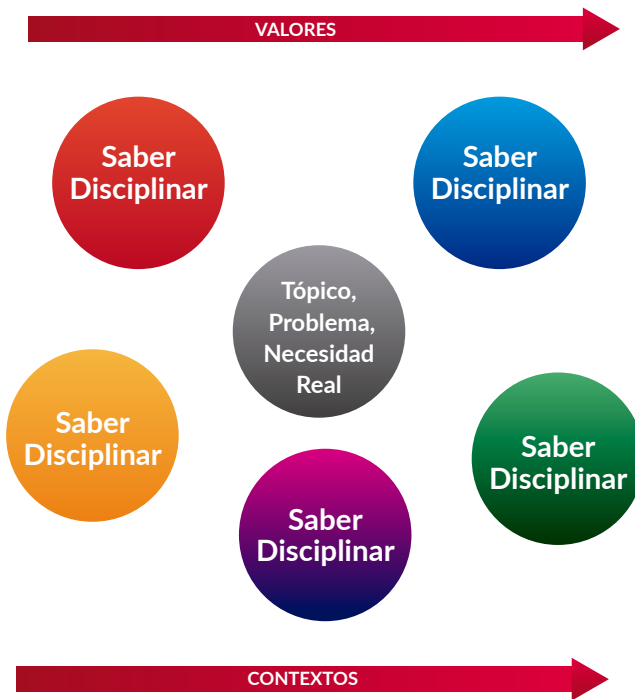 VALORES
Saber
Disciplinar
Saber
Disciplinar
Tópico,
Problema,
Necesidad
Real
Saber
Disciplinar
Saber
Disciplinar
Saber
Disciplinar
CONTEXTOS